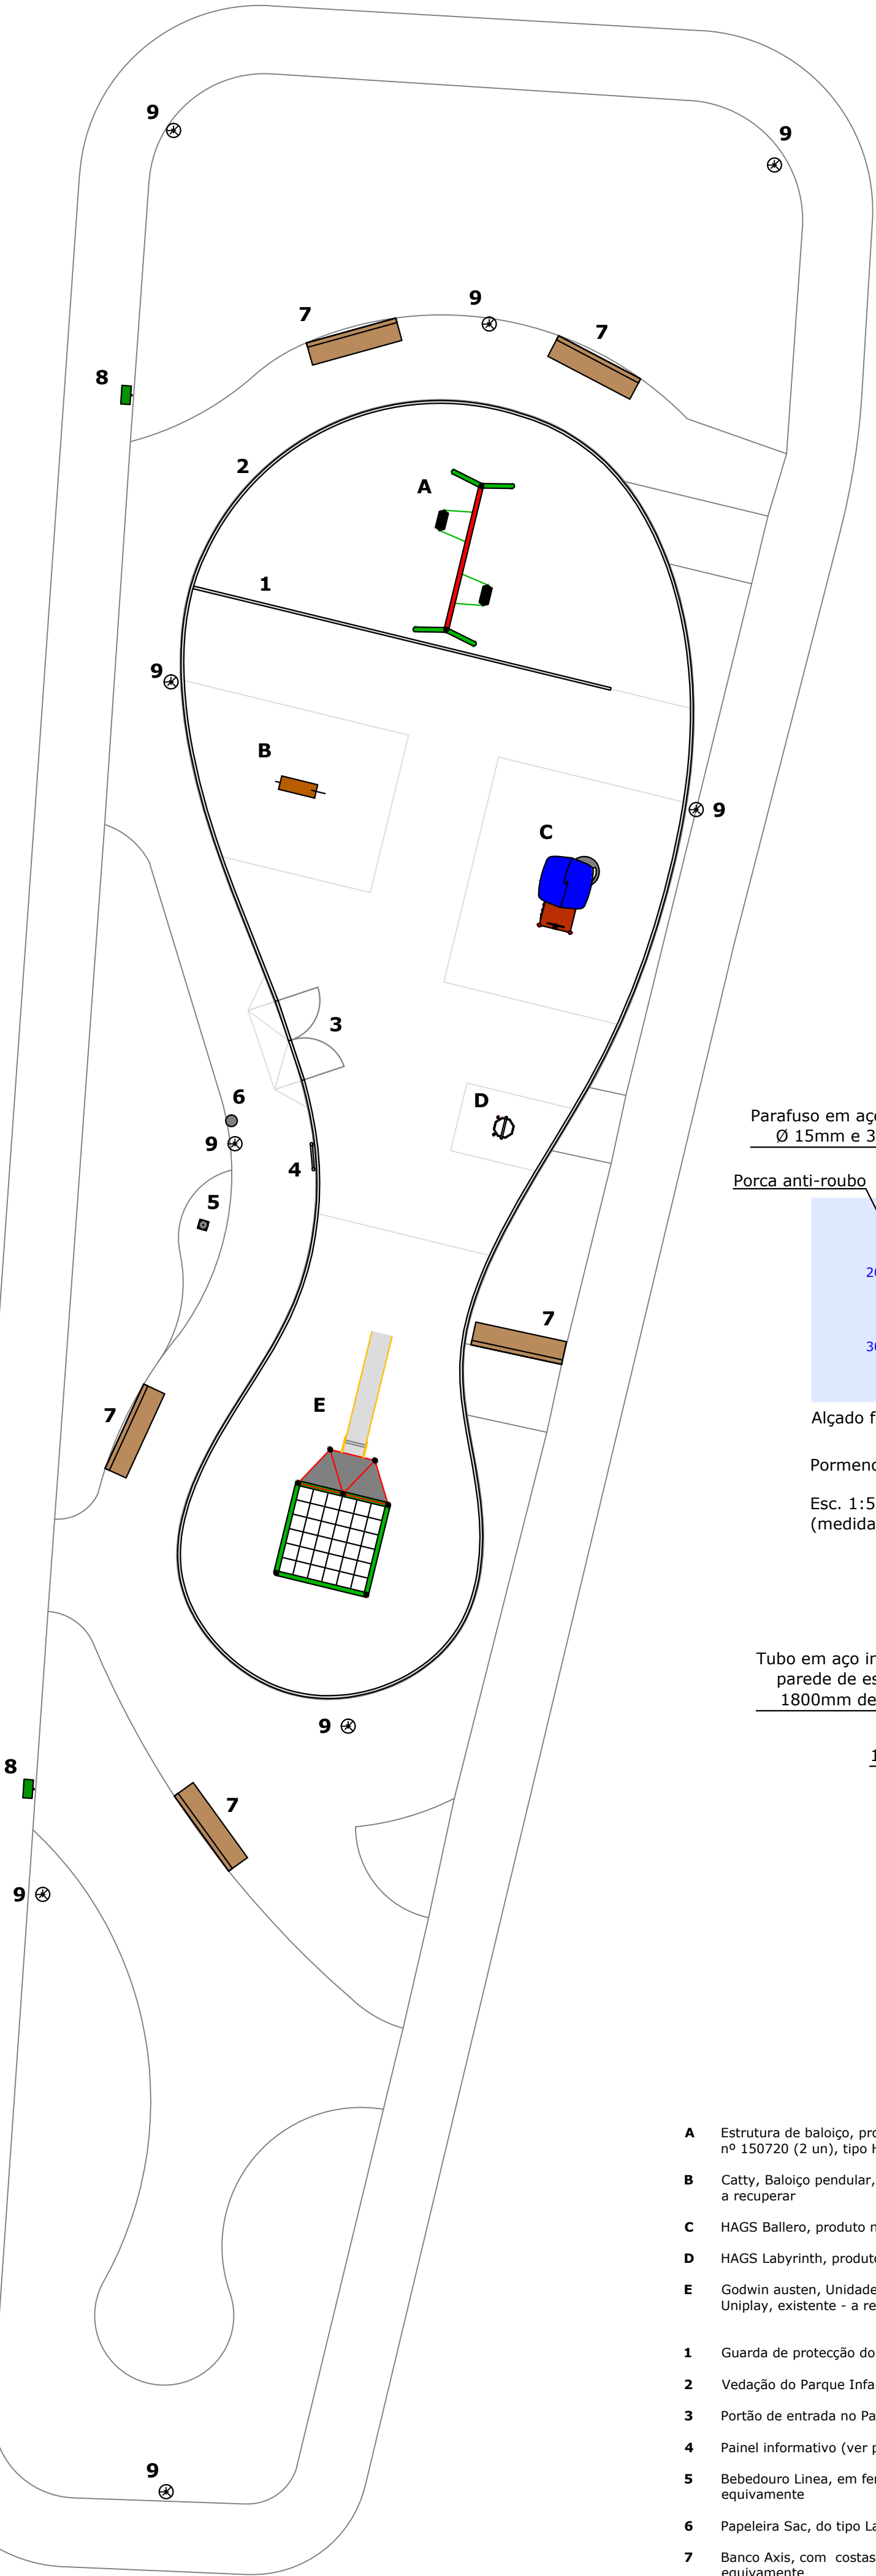 9
9
9
7
7
8
2
A
1
9
B
9
C
3
6
D
9
4
5
7
E
7
9
8
7
9
9
Parafuso em aço
Ø 15mm e 3
Porca anti-roubo
Alçado f
Esc. 1:5
(medida
Tubo em aço in
parede de es
1800mm de
1
A Estrutura de baloiço, pro
nº 150720 (2 un), tipo H
B Catty, Baloiço pendular,
a recuperar
C HAGS Ballero, produto n
D HAGS Labyrinth, produto
E Godwin austen, Unidade
Uniplay, existente - a re
1 Guarda de protecção do
2 Vedação do Parque Infa
3 Portão de entrada no Pa
4 Painel informativo (ver p
5 Bebedouro Linea, em fer
equivamente
6 Papeleira Sac, do tipo La
7 Banco Axis, com costas
equivamente